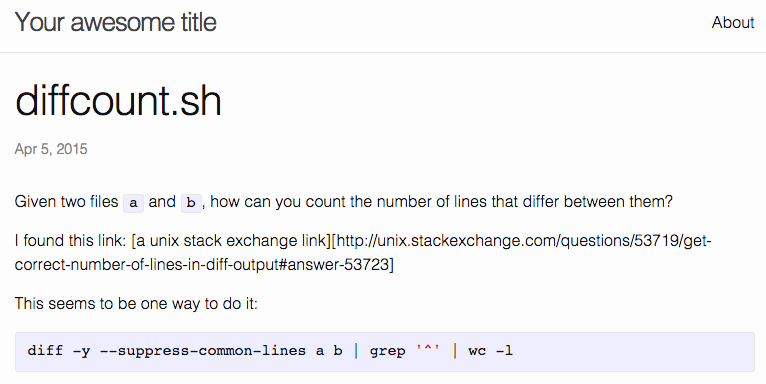 Your awesome title
About
diffcount.sh
Apr 5, 2015
Given two files a and b, how can you count the number of lines that differ between them?
I found this link: [a unix stack exchange link][http://unix.stackexchange.com/questions/53719/get-
correct-number-of-lines-in-diff-output#answer-53723]
This seems to be one way to do it:
diff -y --suppress-common-lines a b | grep '^' | wc -l